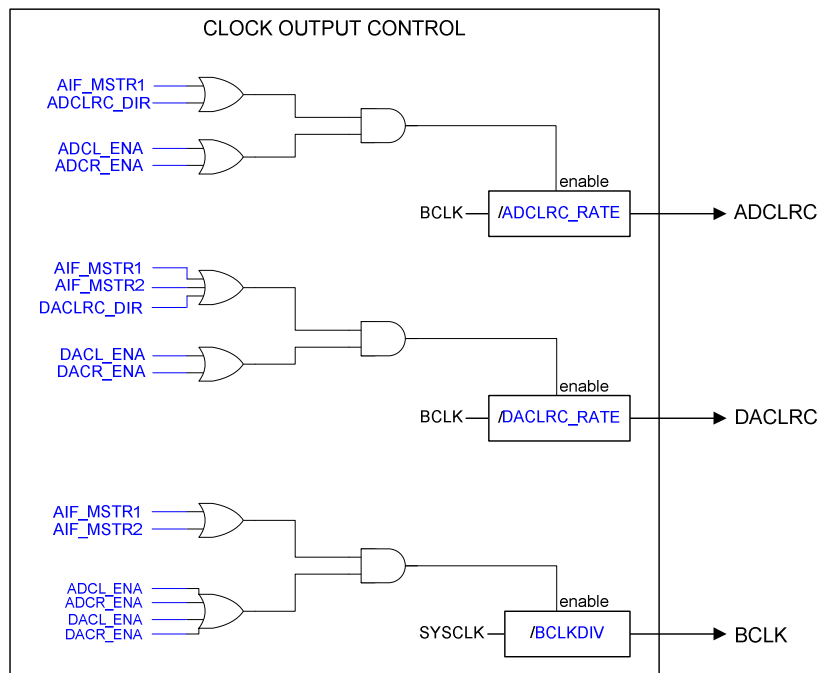 CLOCK OUTPUT CONTROL
AIF_MSTR1
ADCLRC_DIR
ADCL_ENA
ADCR_ENA
enable
BCLK
/ADCLRC_RATE
ADCLRC
AIF_MSTR1
AIF_MSTR2
DACLRC_DIR
DACL_ENA
DACR_ENA
enable
BCLK
/DACLRC_RATE
DACLRC
AIF_MSTR1
AIF_MSTR2
ADCL_ENA
ADCR_ENA
DACL_ENA
DACR_ENA
enable
SYSCLK
/BCLKDIV
BCLK